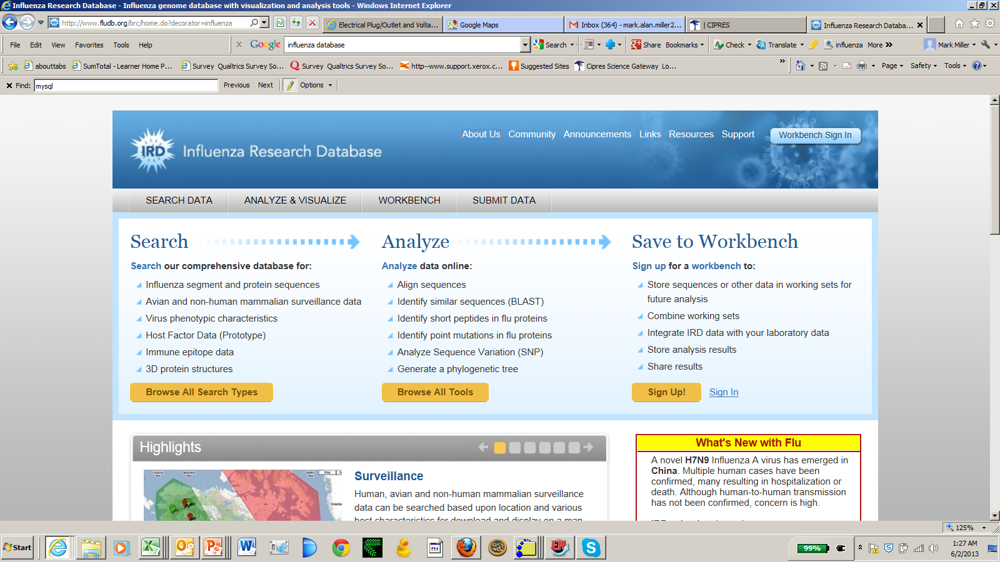 Influenza Research Database - Influenza genome database with visualization and analysis tools - Windows Internet Explorer
http://www.fludb.org/brc/home.do?decorator=influenza
Electrical Plug/Outlet and Volta...
Google Maps
Inbox (364) - mark.alan.miller2...
| CIPRES
Influenza Research Databa...
File Edit View Favorites Tools Help
Google influenza database
Search Share Bookmarks Check Translate influenza More Mark Miller
abouttabs
SumTotal - Learner Home P...
Survey Qualtrics Survey So...
Survey Qualtrics Survey So...
http--www.support.xerox.c...
Suggested Sites
Cipres Science Gateway Lo...
Page Safety Tools
Find: mysql Previous Next Options
About Us Community Announcements Links Resources Support Workbench Sign In
IRD Influenza Research Database
SEARCH DATA ANALYZE & VISUALIZE WORKBENCH SUBMIT DATA
Search
Search our comprehensive database for:
Influenza segment and protein sequences
Avian and non-human mammalian surveillance data
Virus phenotypic characteristics
Host Factor Data (Prototype)
Immune epitope data
3D protein structures
Browse All Search Types
Analyze
Analyze data online:
Align sequences
Identify similar sequences (BLAST)
Identify short peptides in flu proteins
Identify point mutations in flu proteins
Analyze Sequence Variation (SNP)
Generate a phylogenetic tree
Browse All Tools
Save to Workbench
Sign up for a workbench to:
Store sequences or other data in working sets for
future analysis
Combine working sets
Integrate IRD data with your laboratory data
Store analysis results
Share results
Sign Up! Sign In
Highlights
Surveillance
Human, avian and non-human mammalian surveillance
data can be searched based upon location and various
host characteristics for download and display on a map
What's New with Flu
A novel H7N9 Influenza A virus has emerged in
China. Multiple human cases have been
confirmed, many resulting in hospitalization or
death. Although human-to-human transmission
has not been confirmed, concern is high.
125%
Start
99%
1:27 AM
6/2/2013